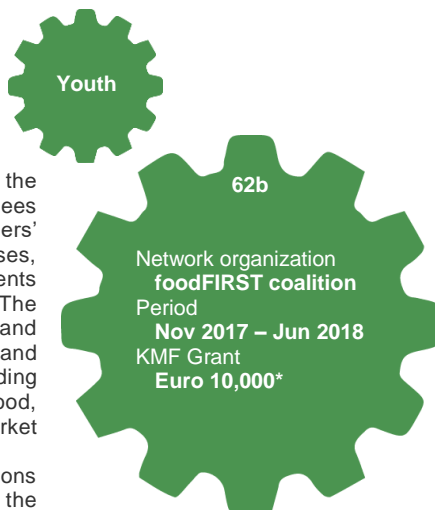 Youth
the
ees
ers'
ses,
ents
The
and
and
ding
ood,
rket
ions
the
62b
Network organization
foodFIRST coalition
Period
Nov 2017 – Jun 2018
KMF Grant
Euro 10,000*